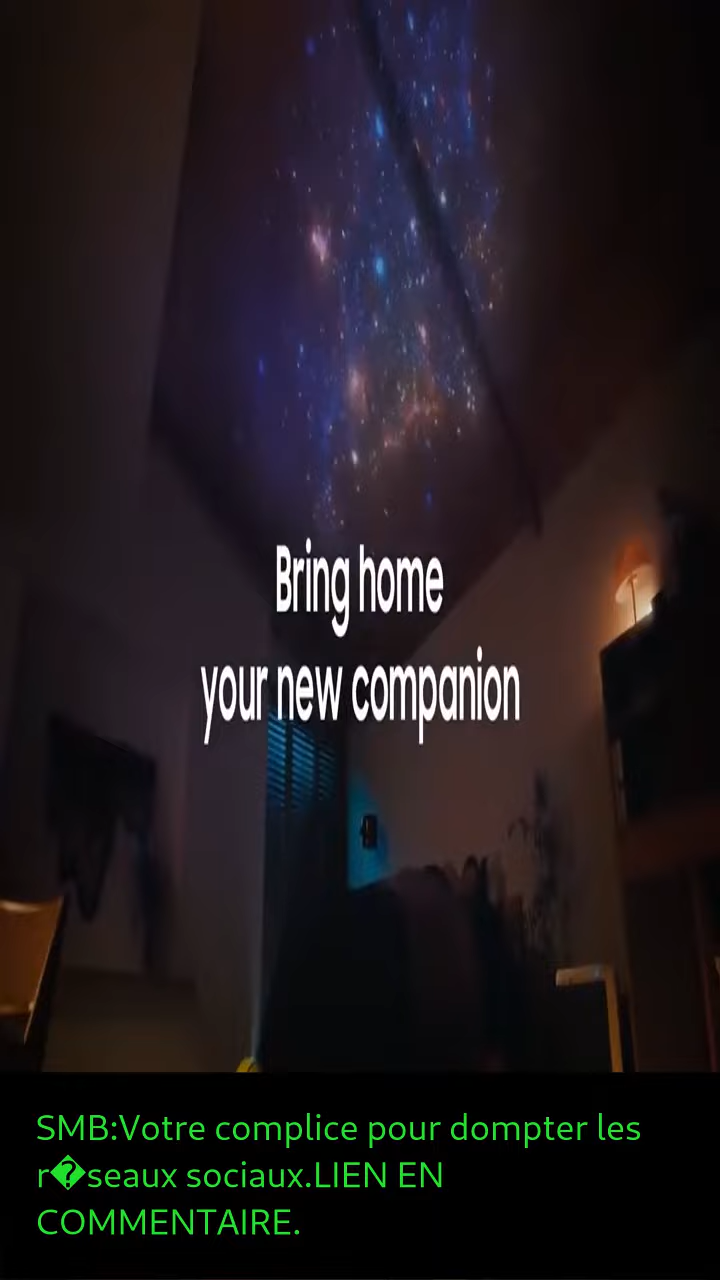 Bring home
your new companion
SMB:Votre complice pour dompter les
r�seaux sociaux.LIEN EN
COMMENTAIRE.